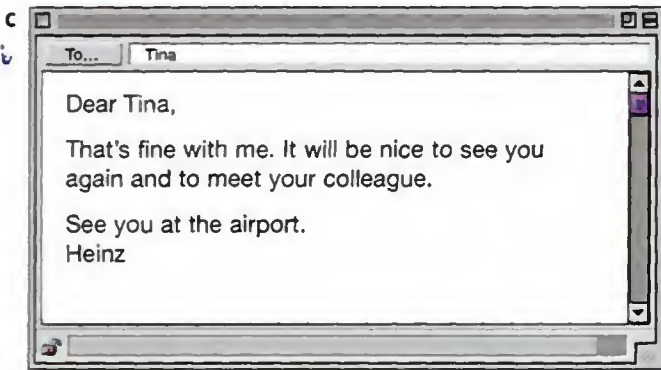 C
To... Tina
Dear Tina,
That's fine with me. It will be nice to see you
again and to meet your colleague.
See you at the airport.
Heinz